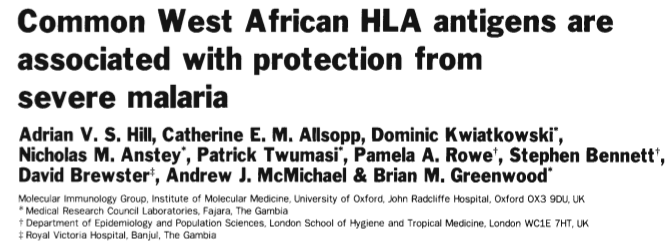 Common West African HLA antigens are
associated with protection from
severe malaria
Adrian V. S. Hill, Catherine E. M. Allsopp, Dominic Kwiatkowski*,
Nicholas M. Anstey*, Patrick Twumasi*, Pamela A. Rowe†, Stephen Bennett†,
David Brewster‡, Andrew J. McMichael & Brian M. Greenwood*
Molecular Immunology Group, Institute of Molecular Medicine, University of Oxford, John Radcliffe Hospital, Oxford OX3 9DU, UK
* Medical Research Council Laboratories, Fajara, The Gambia
† Department of Epidemiology and Population Sciences, London School of Hygiene and Tropical Medicine, London WC1E 7HT, UK
‡ Royal Victoria Hospital, Banjul, The Gambia